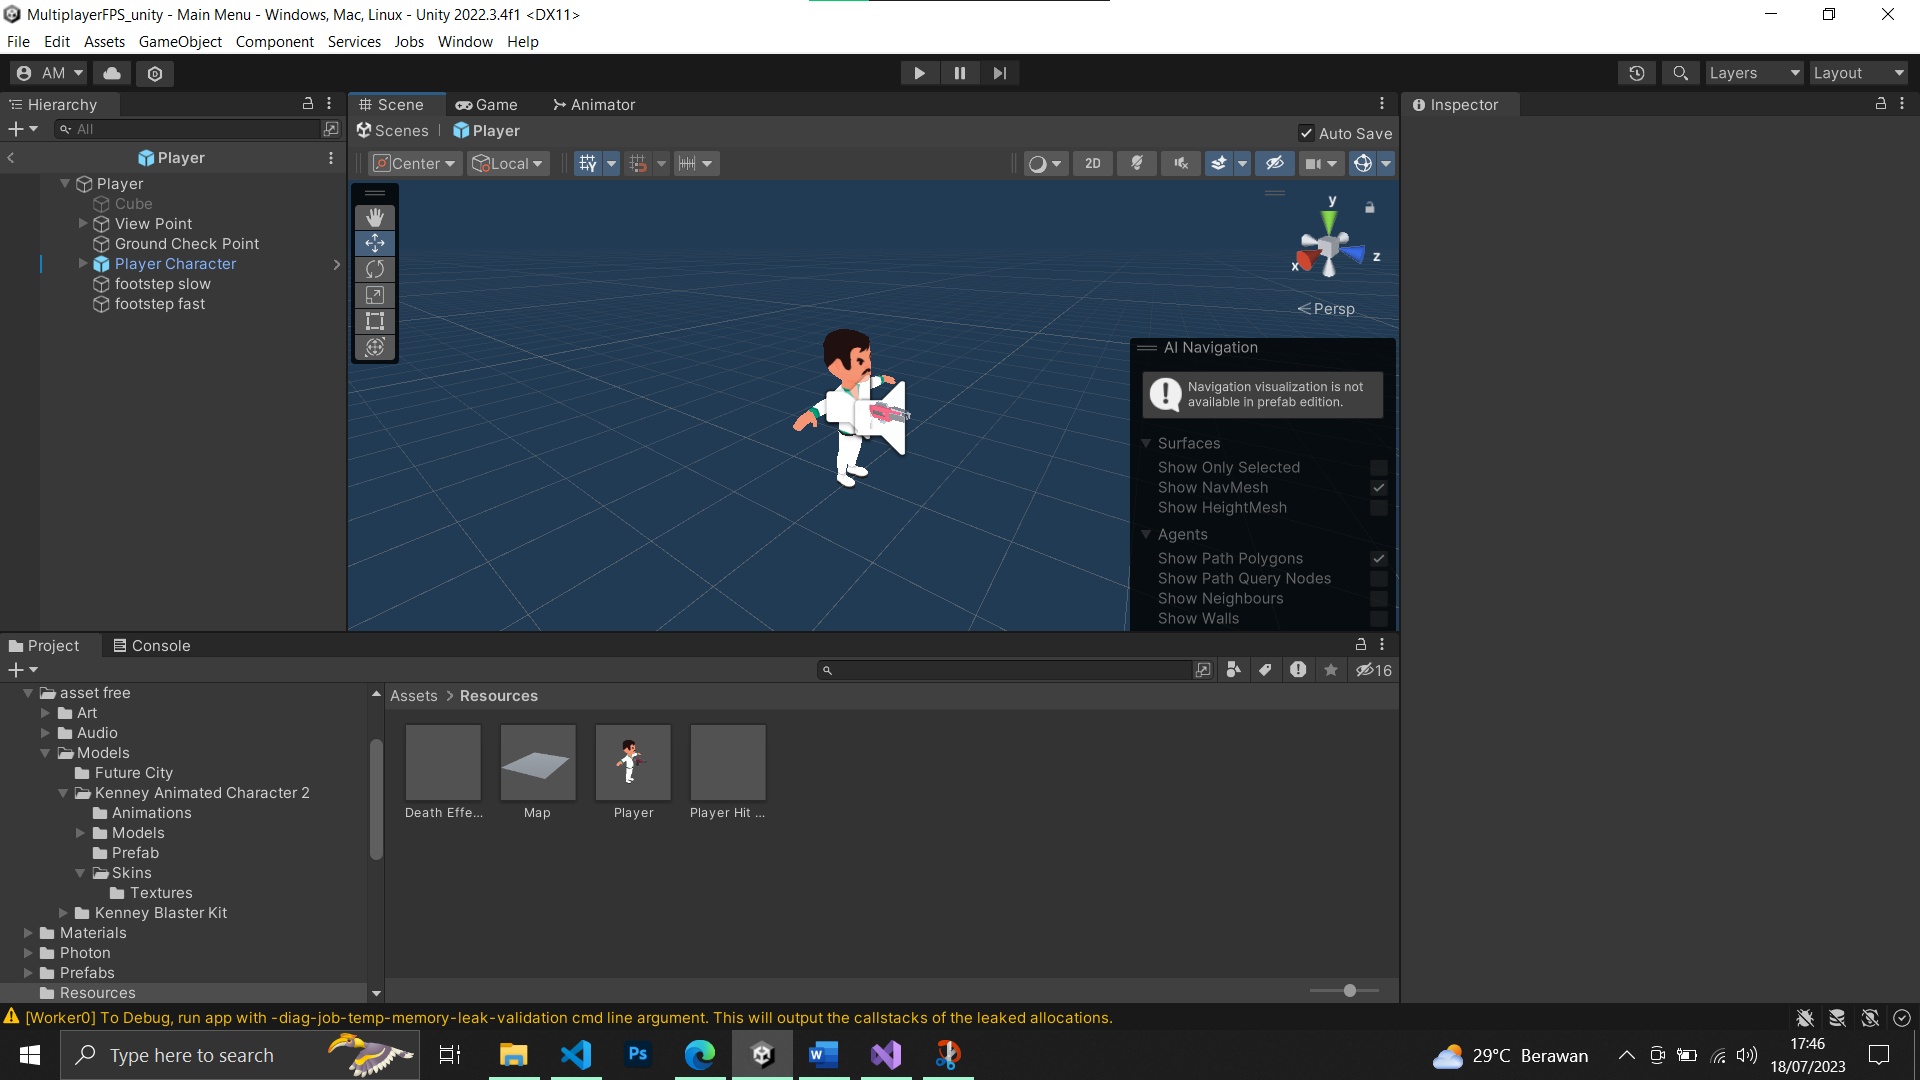 MultiplayerFPS_unity - Main Menu - Windows, Mac, Linux - Unity 2022.3.4f1 <DX11>
File Edit Assets GameObject Component Services Jobs Window Help
AM
Layers
Layout
Hierarchy
All
Player
Player
Cube
View Point
Ground Check Point
Player Character
footstep slow
footstep fast
Scene
Game
Animator
Scenes
Player
Auto Save
Center
Local
2D
y
x
z
Persp
AI Navigation
Navigation visualization is not
available in prefab edition.
Surfaces
Show Only Selected
Show NavMesh
Show HeightMesh
Agents
Show Path Polygons
Show Path Query Nodes
Show Neighbours
Show Walls
Inspector
Project
Console
16
asset free
Art
Audio
Models
Future City
Kenney Animated Character 2
Animations
Models
Prefab
Skins
Textures
Kenney Blaster Kit
Materials
Photon
Prefabs
Resources
Assets > Resources
Death Effe...
Map
Player
Player Hit ...
[Worker0] To Debug, run app with -diag-job-temp-memory-leak-validation cmd line argument. This will output the callstacks of the leaked allocations.
Type here to search
Ps
29°C Berawan
17:46
18/07/2023